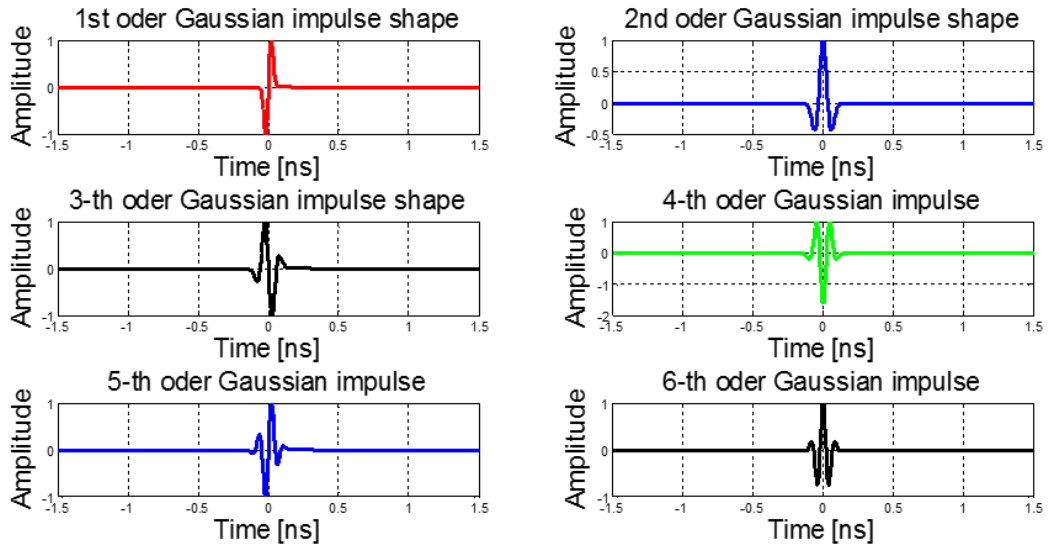 1st oder Gaussian impulse shape
Amplitude
1
0
-1
-1.5 -1 -0.5 0 0.5 1 1.5
Time [ns]
2nd oder Gaussian impulse shape
Amplitude
1
0.5
0
-0.5
-1.5 -1 -0.5 0 0.5 1 1.5
Time [ns]
3-th oder Gaussian impulse shape
Amplitude
1
0
-1
-1.5 -1 -0.5 0 0.5 1 1.5
Time [ns]
4-th oder Gaussian impulse
Amplitude
1
0
-1
-2
-1.5 -1 -0.5 0 0.5 1 1.5
Time [ns]
5-th oder Gaussian impulse
Amplitude
1
0
-1
-1.5 -1 -0.5 0 0.5 1 1.5
Time [ns]
6-th oder Gaussian impulse
Amplitude
1
0
1
-1.5 -1 -0.5 0 0.5 1 1.5
Time [ns]